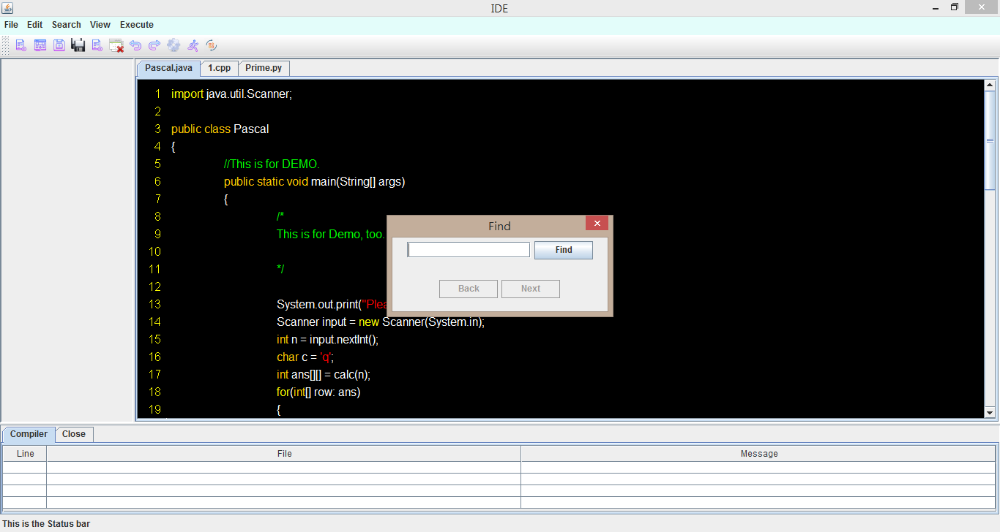 IDE
File Edit Search View Execute
Pascal.java 1.cpp Prime.py
1 import java.util.Scanner;
2
3 public class Pascal
4 {
5 //This is for DEMO.
6 public static void main(String[] args)
7 {
8 /*
9 This is for Demo, too.
10
11 */
12
13 System.out.print("Plea
14 Scanner input = new Scanner(System.in);
15 int n = input.nextInt();
16 char c = 'q';
17 int ans[][] = calc(n);
18 for(int[] row: ans)
19 {
Find
Find
Back Next
Compiler Close
Line File Message
This is the Status bar